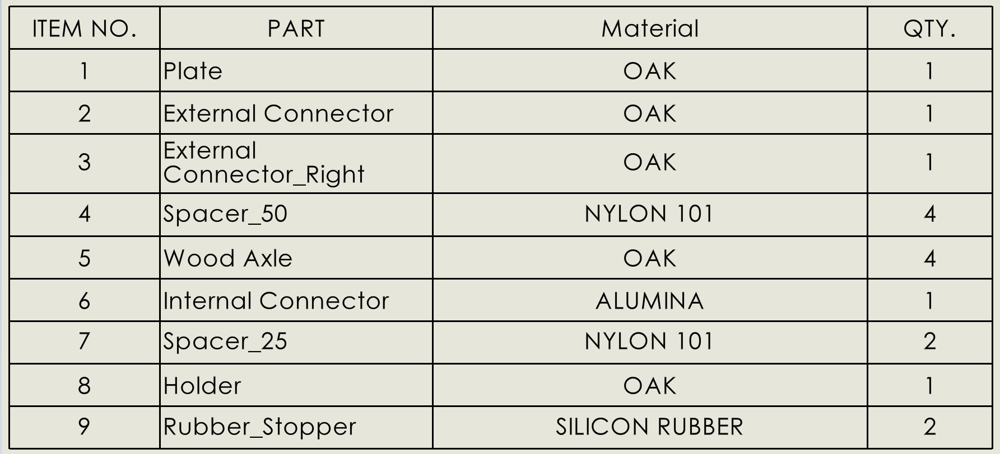 ITEM NO. PART Material QTY.
1 Plate OAK 1
2 External Connector OAK 1
3 External
Connector_Right OAK 1
4 Spacer_50 NYLON 101 4
5 Wood Axle OAK 4
6 Internal Connector ALUMINA 1
7 Spacer_25 NYLON 101 2
8 Holder OAK 1
9 Rubber_Stopper SILICON RUBBER 2